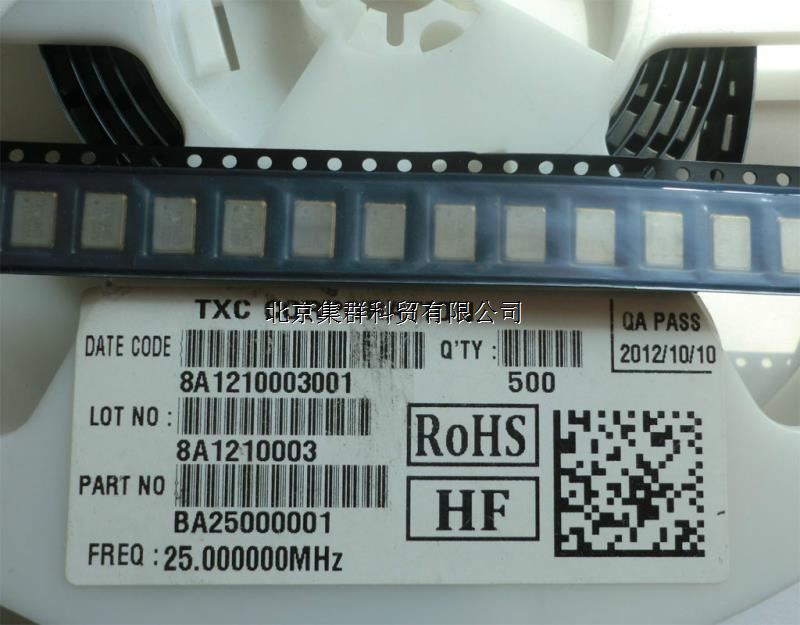 TXC
北京集群科贸有限公司
QA PASS
2012/10/10
DATE CODE
8A1210003001
Q'TY :
500
LOT NO :
8A1210003
RoHS
PART NO
BA25000001
HF
FREQ : 25.000000MHz